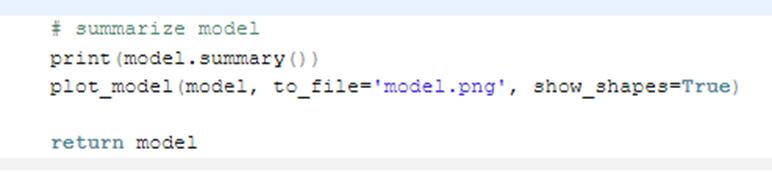 # summarize model
print(model.summary())
plot_model(model, to_file='model.png', show_shapes=True)
return model